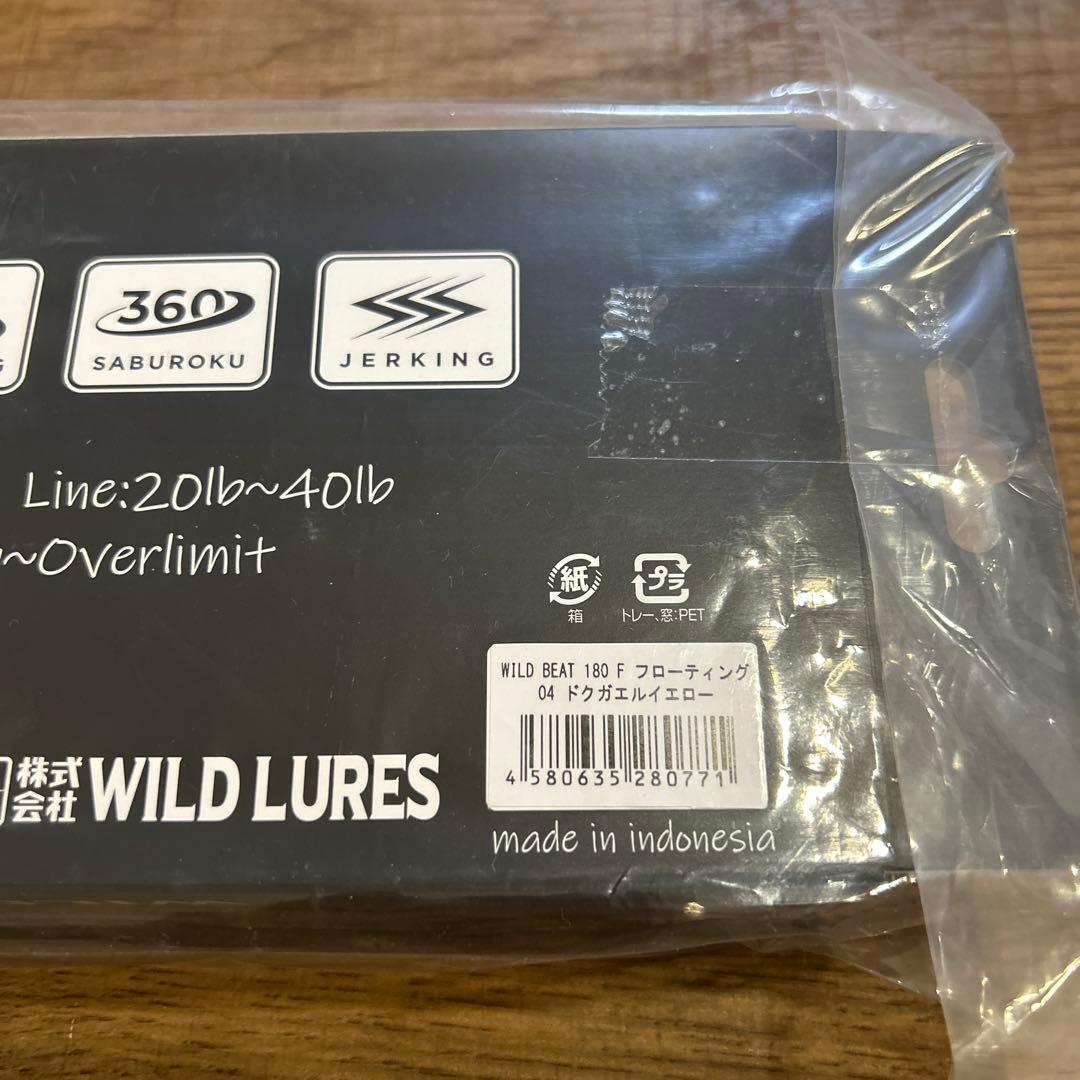 360
SABUROKU
JERKING
Line:20lb~40lb
~Overlimit
紙
箱
プラ
トレー、窓:PET
WILD BEAT 180 F フローティング
04 ドクガエルイエロー
4 580635 280771
株式会社 WILD LURES
made in indonesia